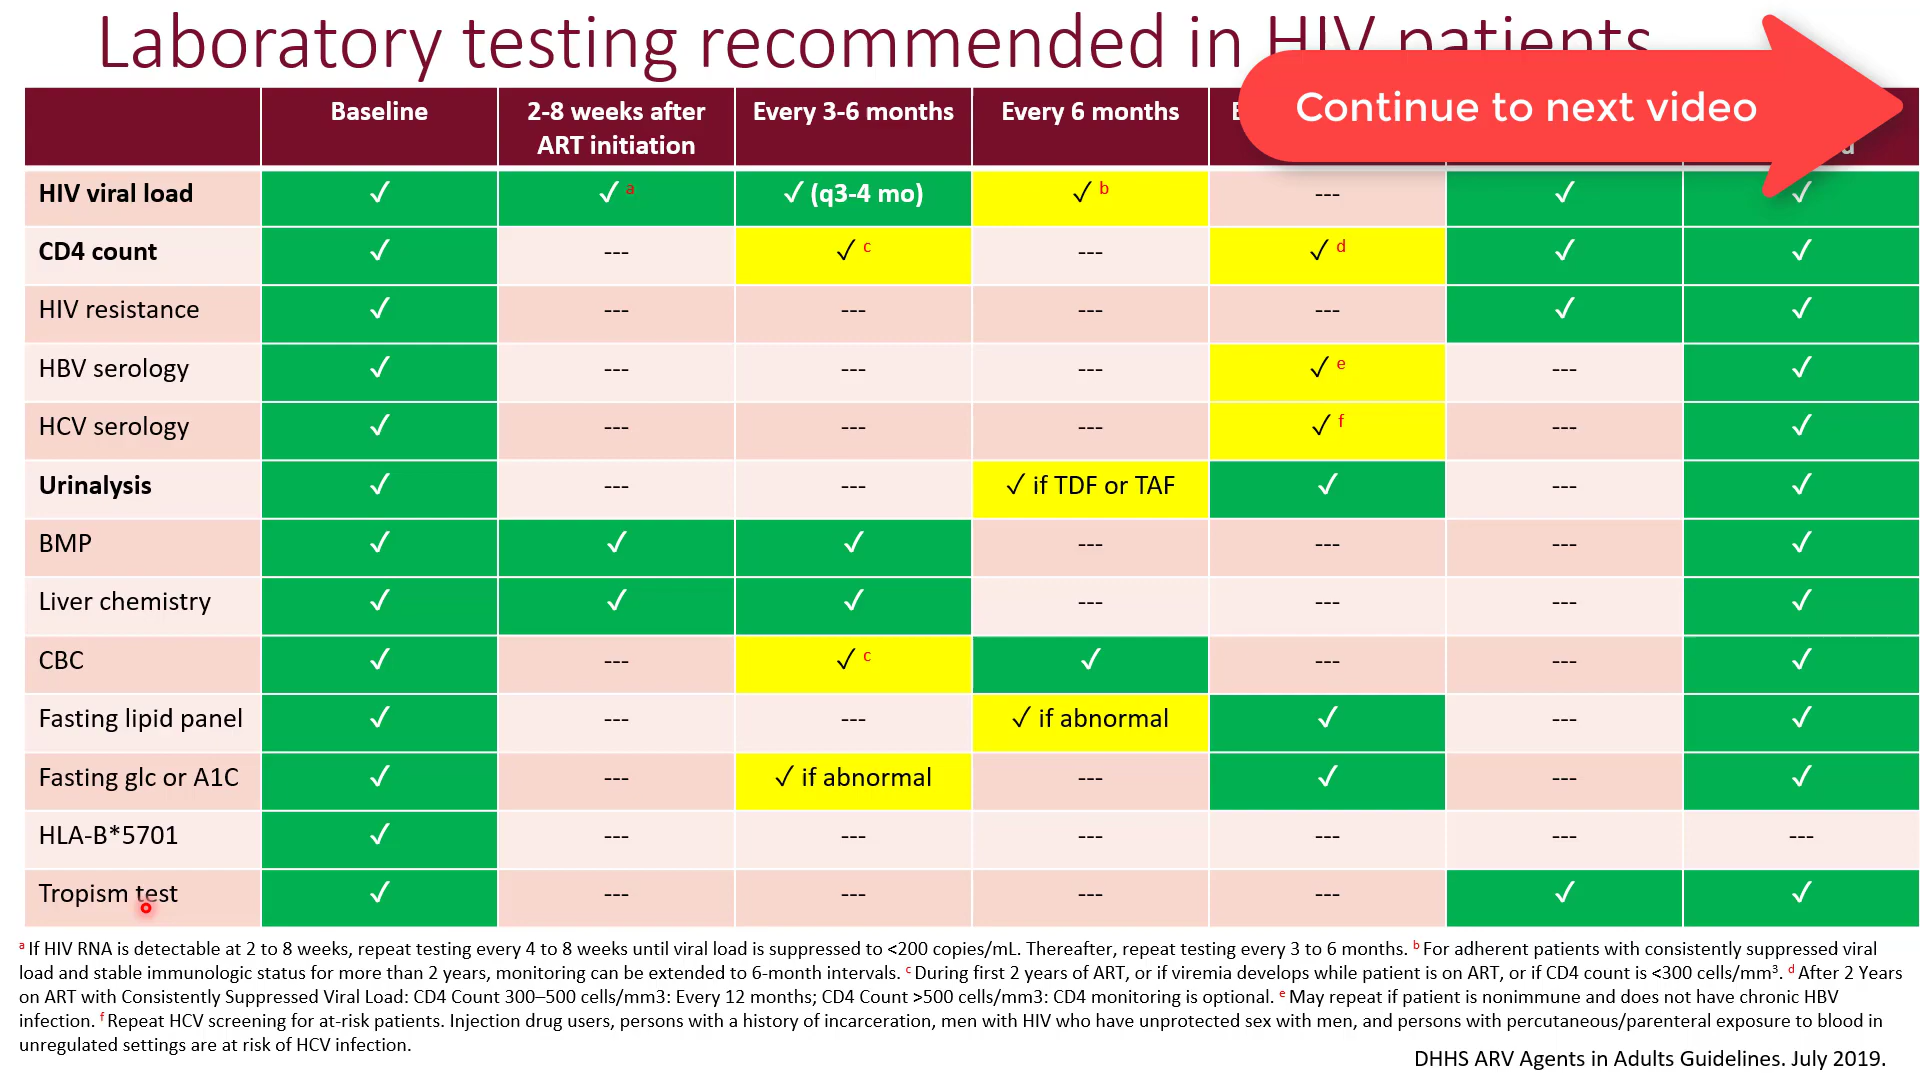 Laboratory testing recommended in HIV patients
Continue to next video
Baseline 2-8 weeks after ART initiation Every 3-6 months Every 6 months
HIV viral load ✓ ✓ a ✓ (q3-4 mo) ✓ b --- ✓ ✓
CD4 count ✓ --- ✓ c --- ✓ d ✓ ✓
HIV resistance ✓ --- --- --- --- ✓ ✓
HBV serology ✓ --- --- --- ✓ e --- ✓
HCV serology ✓ --- --- --- ✓ f --- ✓
Urinalysis ✓ --- --- ✓ if TDF or TAF ✓ --- ✓
BMP ✓ ✓ ✓ --- --- --- ✓
Liver chemistry ✓ ✓ ✓ --- --- --- ✓
CBC ✓ --- ✓ c ✓ --- --- ✓
Fasting lipid panel ✓ --- --- ✓ if abnormal ✓ --- ✓
Fasting glc or A1C ✓ --- ✓ if abnormal --- ✓ --- ✓
HLA-B*5701 ✓ --- --- --- --- --- ---
Tropism test ✓ --- --- --- --- ✓ ✓
a If HIV RNA is detectable at 2 to 8 weeks, repeat testing every 4 to 8 weeks until viral load is suppressed to <200 copies/mL. Thereafter, repeat testing every 3 to 6 months. b For adherent patients with consistently suppressed viral
load and stable immunologic status for more than 2 years, monitoring can be extended to 6-month intervals. c During first 2 years of ART, or if viremia develops while patient is on ART, or if CD4 count is <300 cells/mm³. d After 2 Years
on ART with Consistently Suppressed Viral Load: CD4 Count 300–500 cells/mm3: Every 12 months; CD4 Count >500 cells/mm3: CD4 monitoring is optional. e May repeat if patient is nonimmune and does not have chronic HBV
infection. f Repeat HCV screening for at-risk patients. Injection drug users, persons with a history of incarceration, men with HIV who have unprotected sex with men, and persons with percutaneous/parenteral exposure to blood in
unregulated settings are at risk of HCV infection.
DHHS ARV Agents in Adults Guidelines. July 2019.